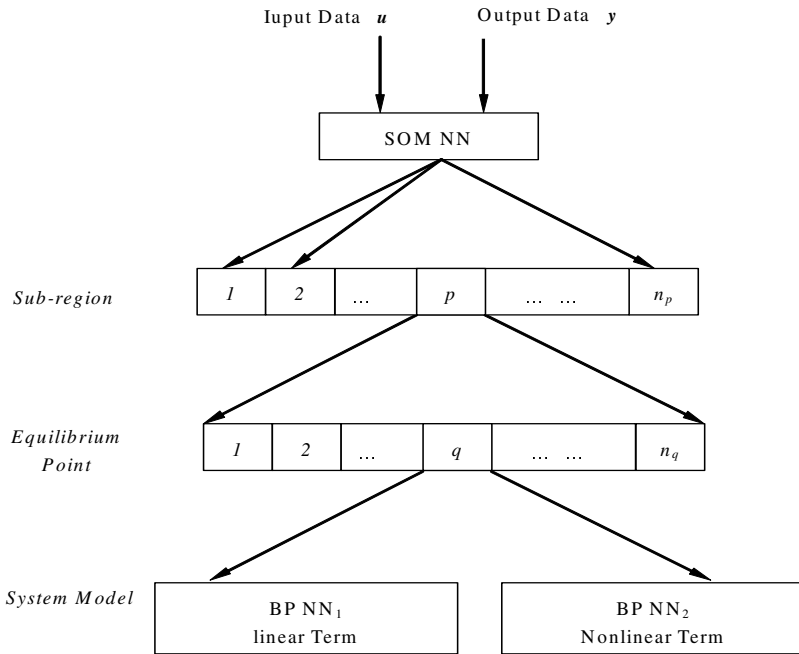 Iuput Data u Output Data y
SOM NN
Sub-region 1 2 ... p ... ... nₚ
Equilibrium
Point
1 2 ... q ... ... n_q
System Model
BP NN₁
linear Term
BP NN₂
Nonlinear Term